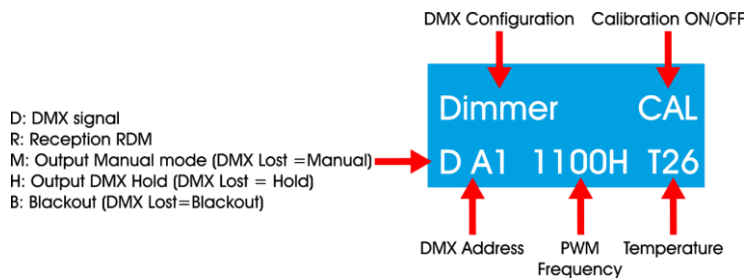 DMX Configuration
Calibration ON/OFF
Dimmer CAL
D A1 1100H T26
D: DMX signal
R: Reception RDM
M: Output Manual mode (DMX Lost =Manual)
H: Output DMX Hold (DMX Lost = Hold)
B: Blackout (DMX Lost=Blackout)
DMX Address
PWM
Frequency
Temperature